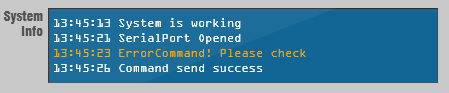 System
Info
13:45:13 System is working
13:45:21 SerialPort Opened
13:45:23 ErrorCommand! Please check
13:45:26 Command send success